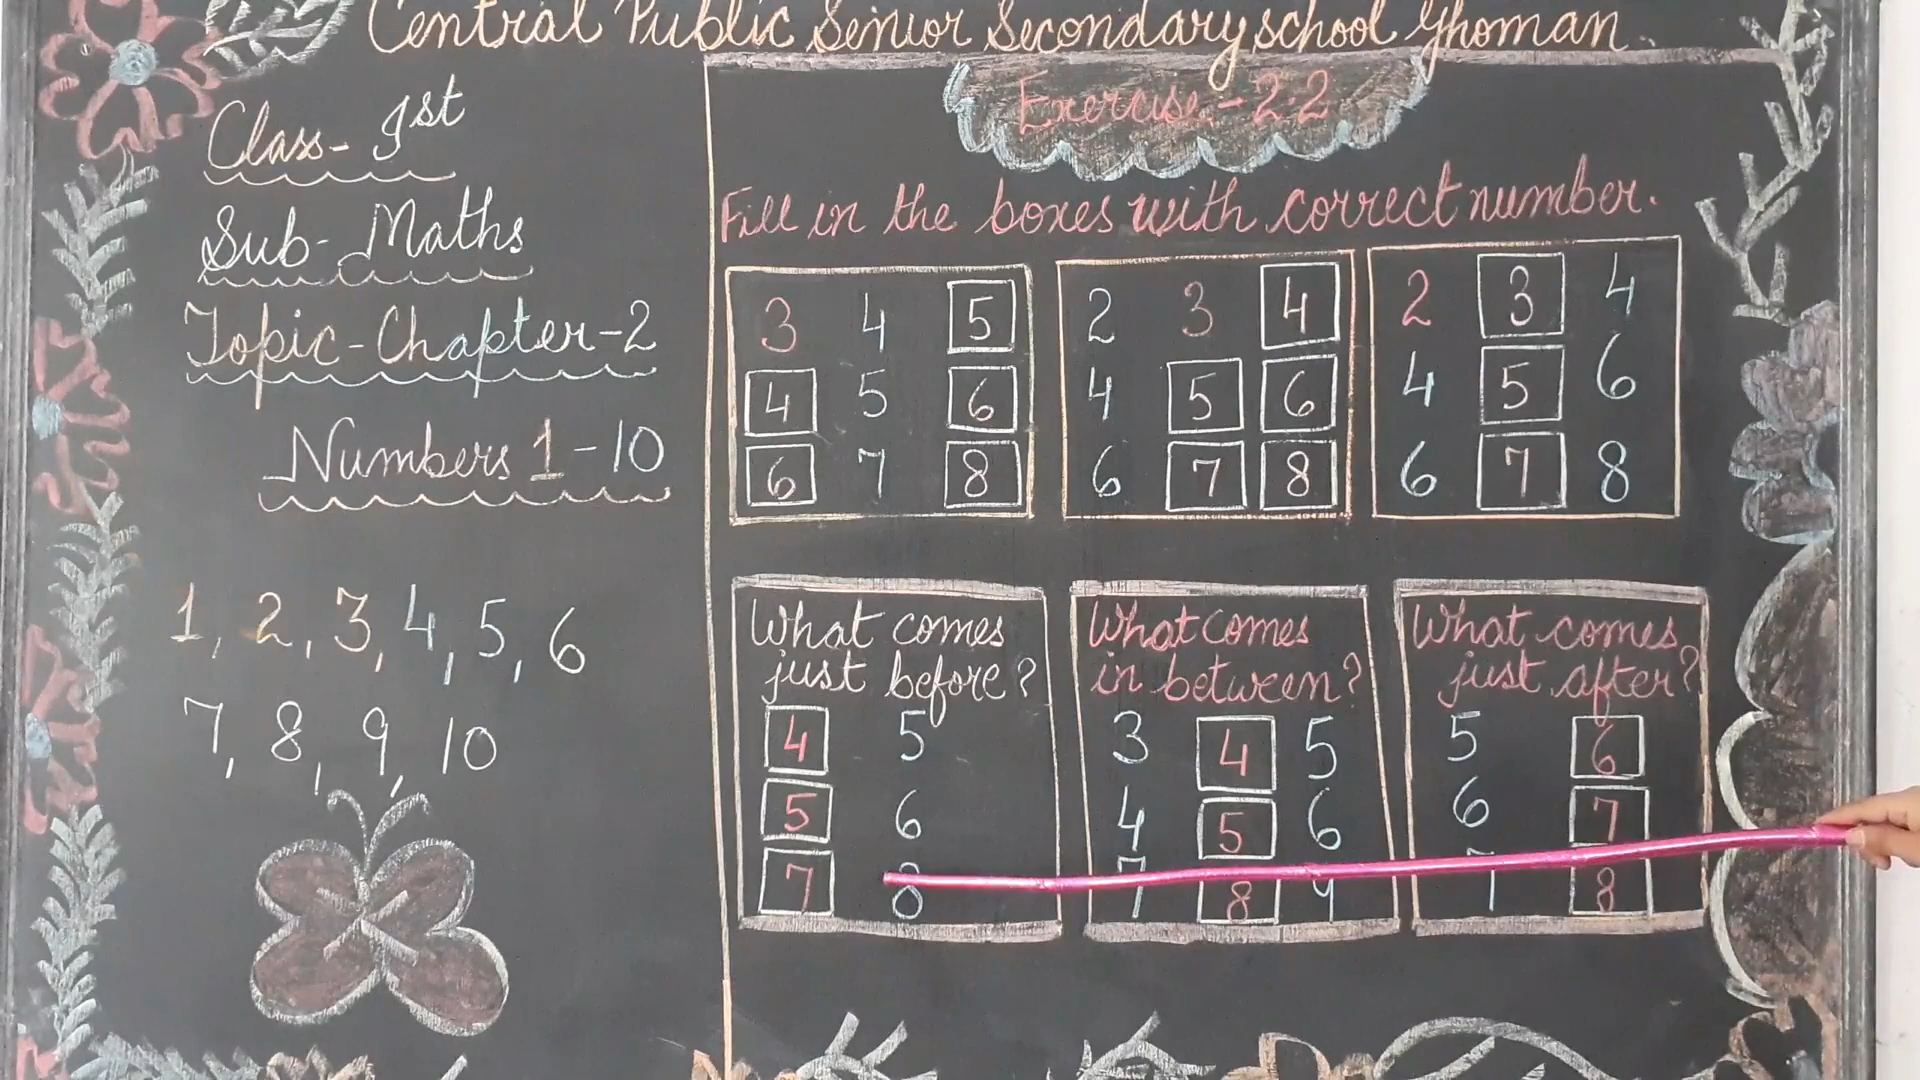 Central Public Senior Secondary school Ghoman
Class- Ist
Sub- Maths
Topic-Chapter-2
Numbers 1-10
1, 2, 3, 4, 5, 6
7, 8, 9, 10
Exercise-2.2
Fill in the boxes with correct number.
3 4 5
4 5 6
6 7 8
2 3 4
4 5 6
6 7 8
2 3 4
4 5 6
6 7 8
What comes
just before?
4 5
5 6
7 8
What comes
in between?
3 4 5
4 5 6
7 8 9
What comes
just after?
5 6
6 7
7 8